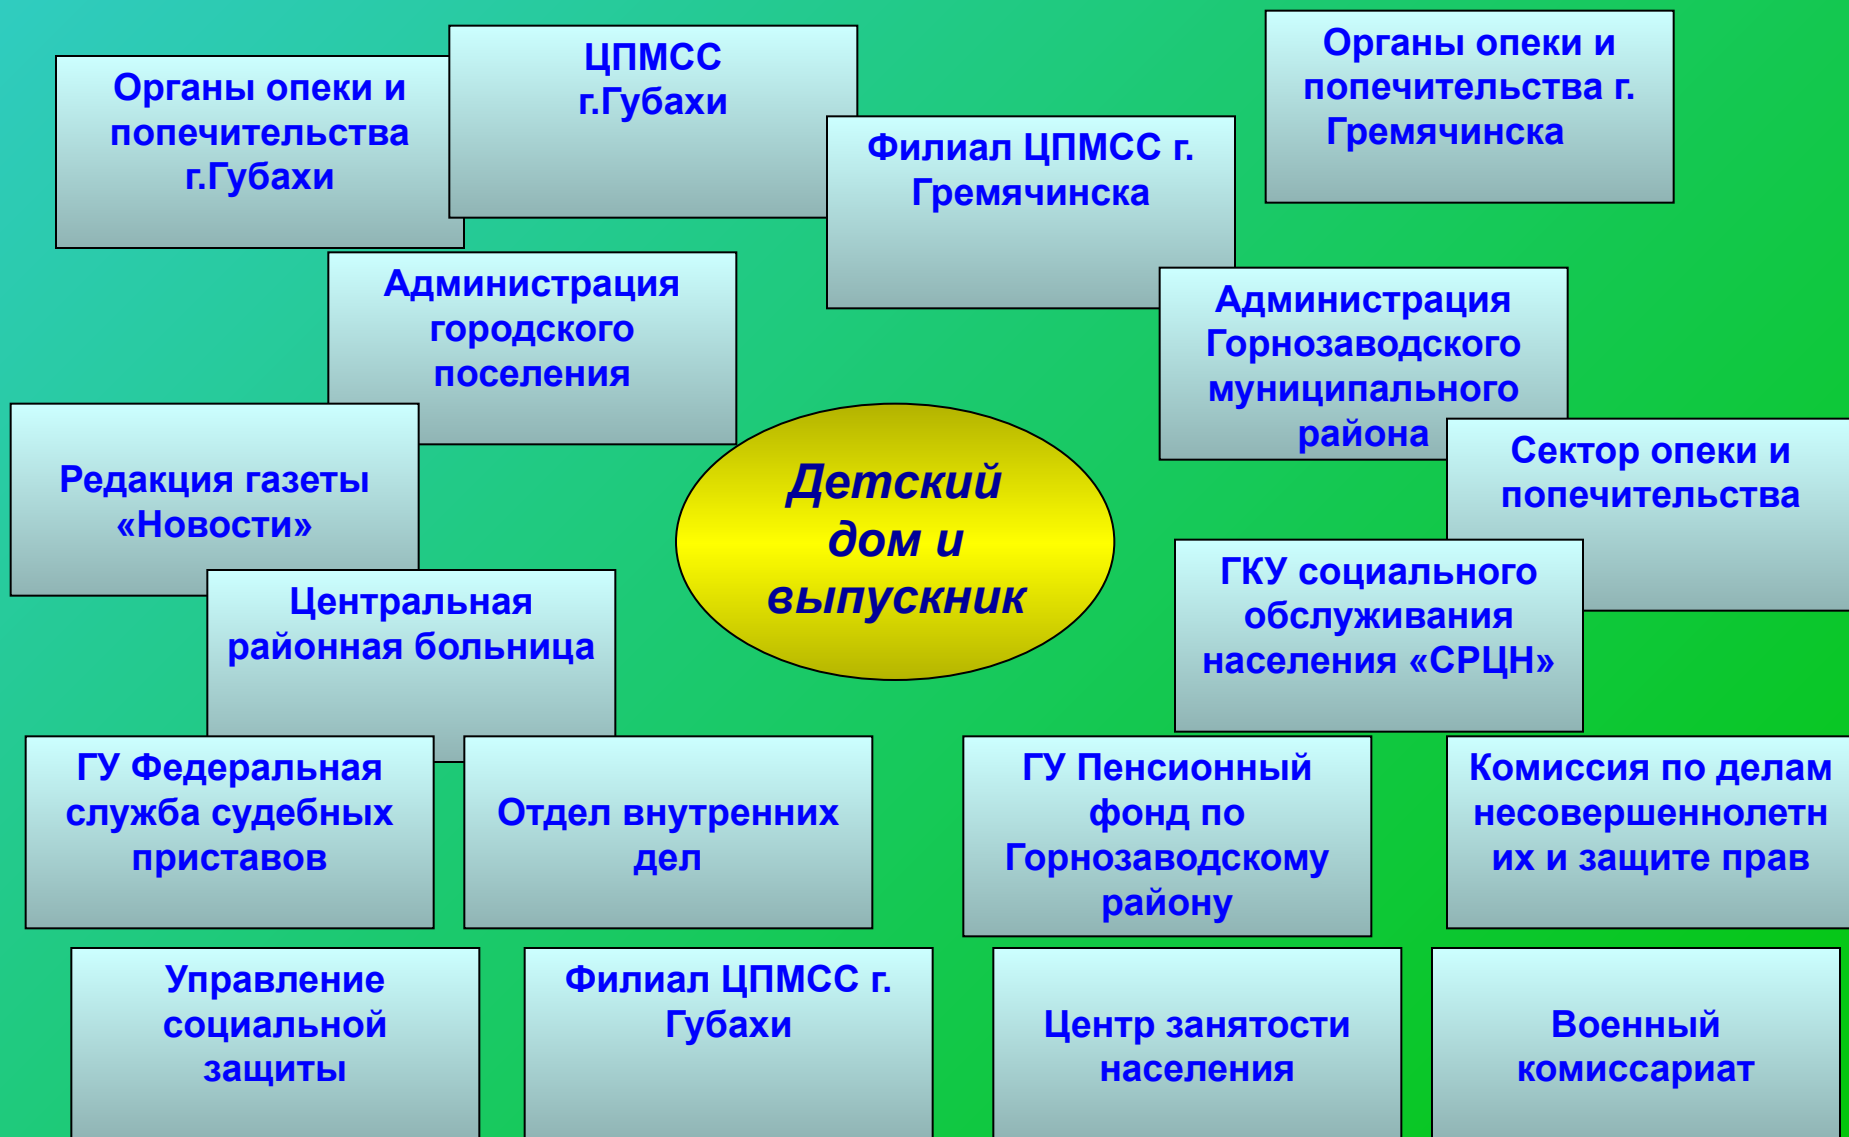 Органы опеки и
попечительства
г.Губахи
ЦПМСС
г.Губахи
Филиал ЦПМСС г.
Гремячинска
Органы опеки и
попечительства г.
Гремячинска
Администрация
городского
поселения
Администрация
Горнозаводского
муниципального
района
Редакция газеты
«Новости»
Детский
дом и
выпускник
Сектор опеки и
попечительства
Центральная
районная больница
ГКУ социального
обслуживания
населения «СРЦН»
ГУ Федеральная
служба судебных
приставов
Отдел внутренних
дел
ГУ Пенсионный
фонд по
Горнозаводскому
району
Комиссия по делам
несовершеннолетн
их и защите прав
Управление
социальной
защиты
Филиал ЦПМСС г.
Губахи
Центр занятости
населения
Военный
комиссариат